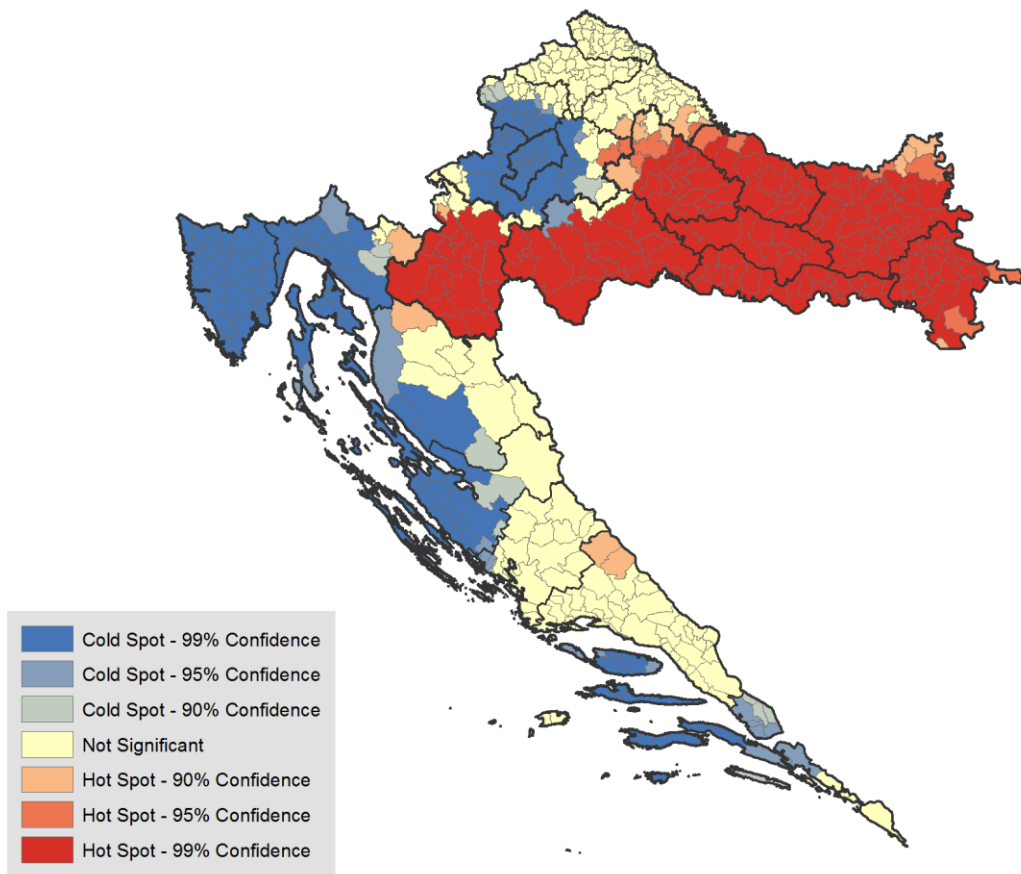 Cold Spot - 99% Confidence
Cold Spot - 95% Confidence
Cold Spot - 90% Confidence
Not Significant
Hot Spot - 90% Confidence
Hot Spot - 95% Confidence
Hot Spot - 99% Confidence